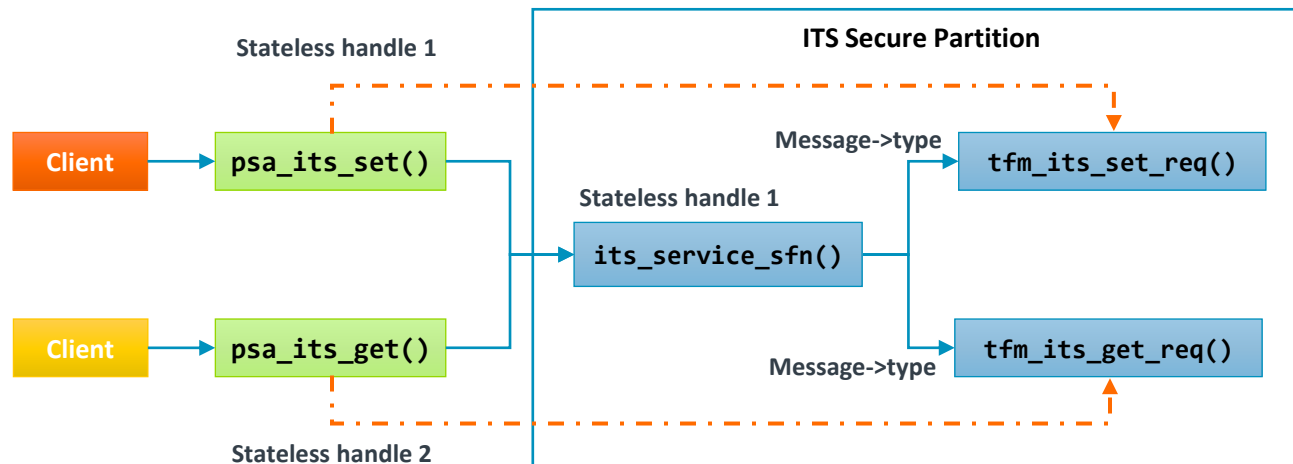 ITS Secure Partition
Stateless handle 1
Message->type
Client
psa_its_set()
tfm_its_set_req()
Stateless handle 1
its_service_sfn()
Client
psa_its_get()
tfm_its_get_req()
Message->type
Stateless handle 2